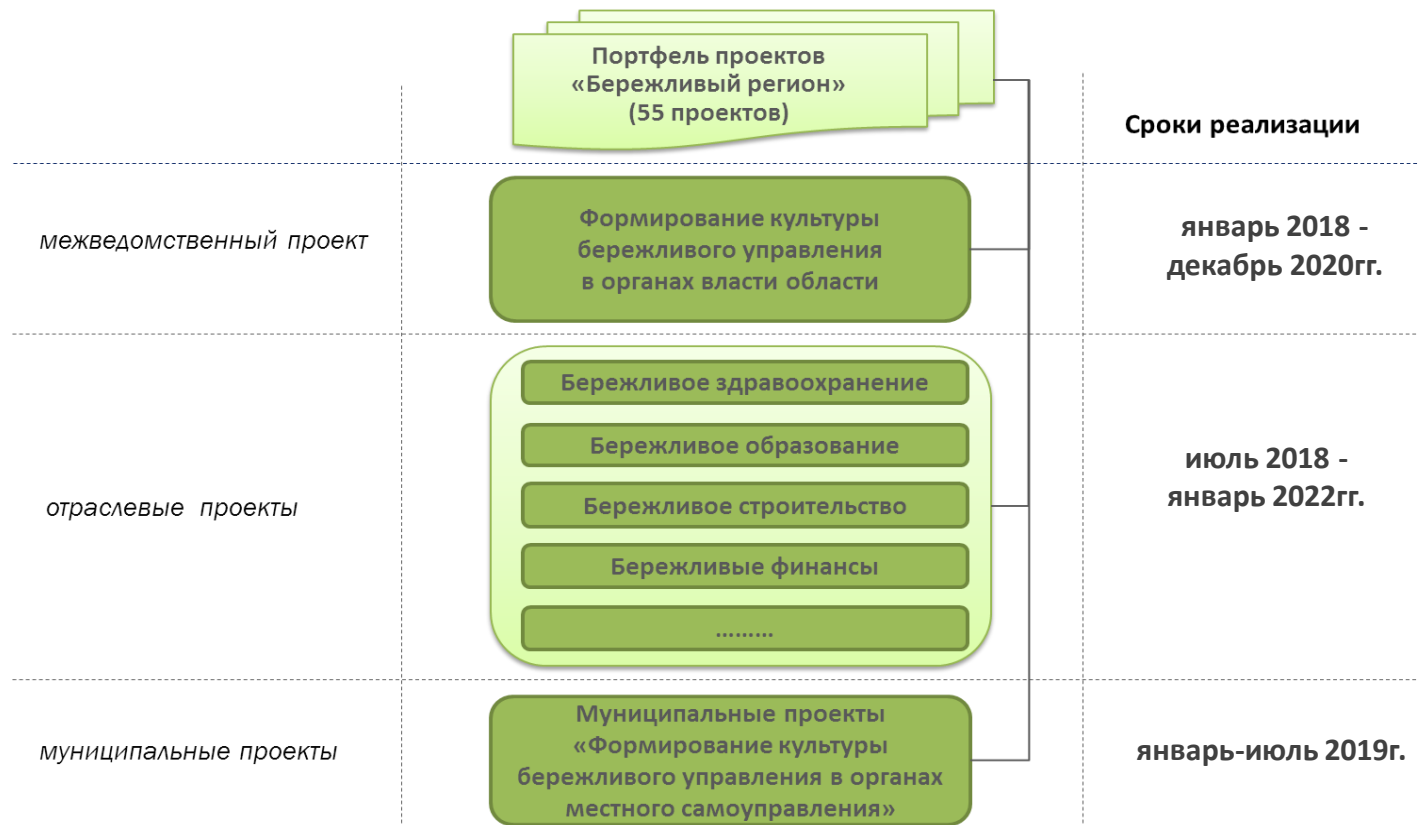 Портфель проектов
«Бережливый регион»
(55 проектов)
Сроки реализации
межведомственный проект
Формирование культуры
бережливого управления
в органах власти области
январь 2018 -
декабрь 2020гг.
отраслевые проекты
Бережливое здравоохранение
Бережливое образование
Бережливое строительство
Бережливые финансы
………
июль 2018 -
январь 2022гг.
муниципальные проекты
Муниципальные проекты
«Формирование культуры
бережливого управления в органах
местного самоуправления»
январь-июль 2019г.